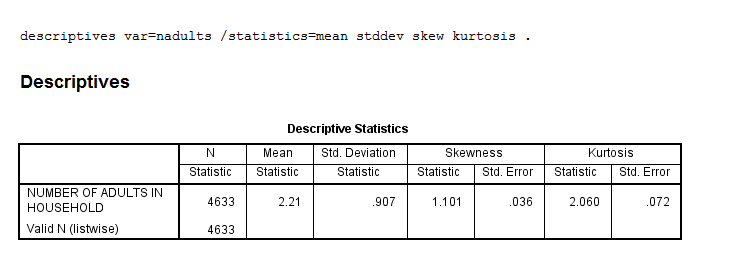 descriptives var=nadults /statistics=mean stddev skew kurtosis .
Descriptives
Descriptive Statistics
N Mean Std. Deviation Skewness Kurtosis
Statistic Statistic Statistic Statistic Std. Error Statistic Std. Error
NUMBER OF ADULTS IN
HOUSEHOLD 4633 2.21 .907 1.101 .036 2.060 .072
Valid N (listwise) 4633